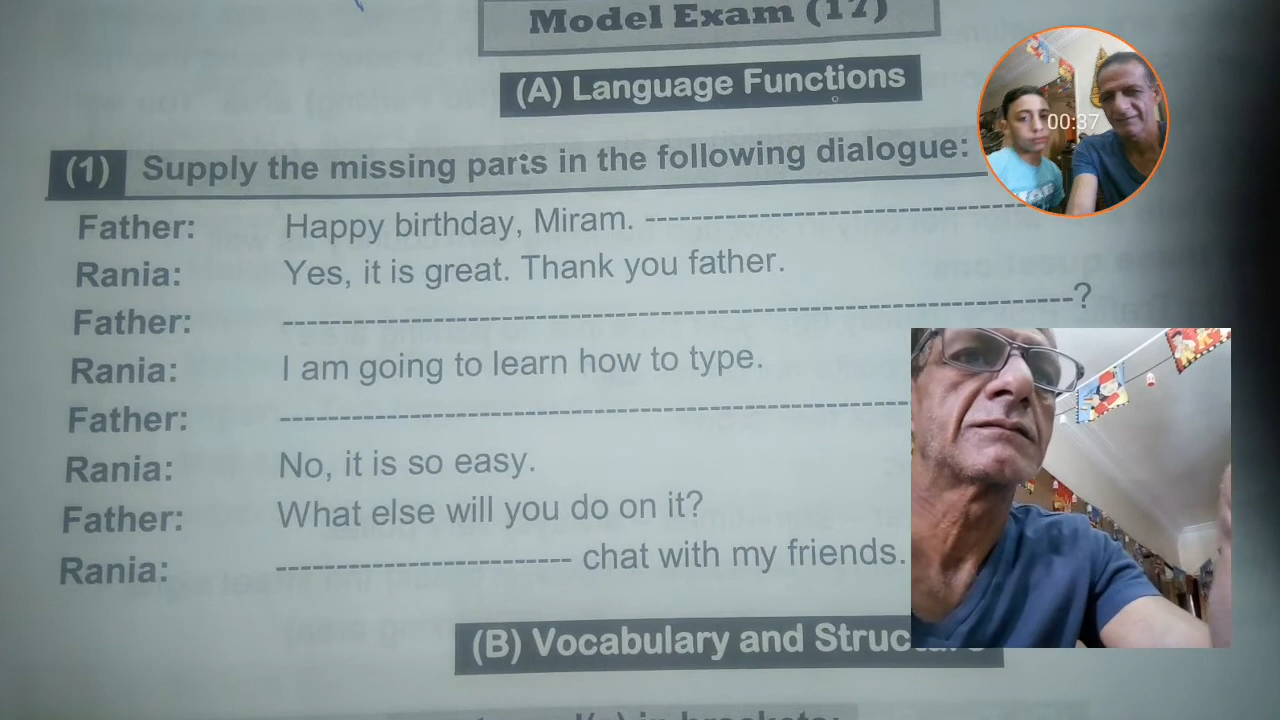 Model Exam (17)
(A) Language Functions
(1) Supply the missing parts in the following dialogue:
00:37
Father: Happy birthday, Miram. --------------------
Rania: Yes, it is great. Thank you father.
Father: ----------------------------------------?
Rania: I am going to learn how to type.
Father: ----------------------------------------
Rania: No, it is so easy.
Father: What else will you do on it?
Rania: -------------------- chat with my friends.
(B) Vocabulary and Structure
in brackets: